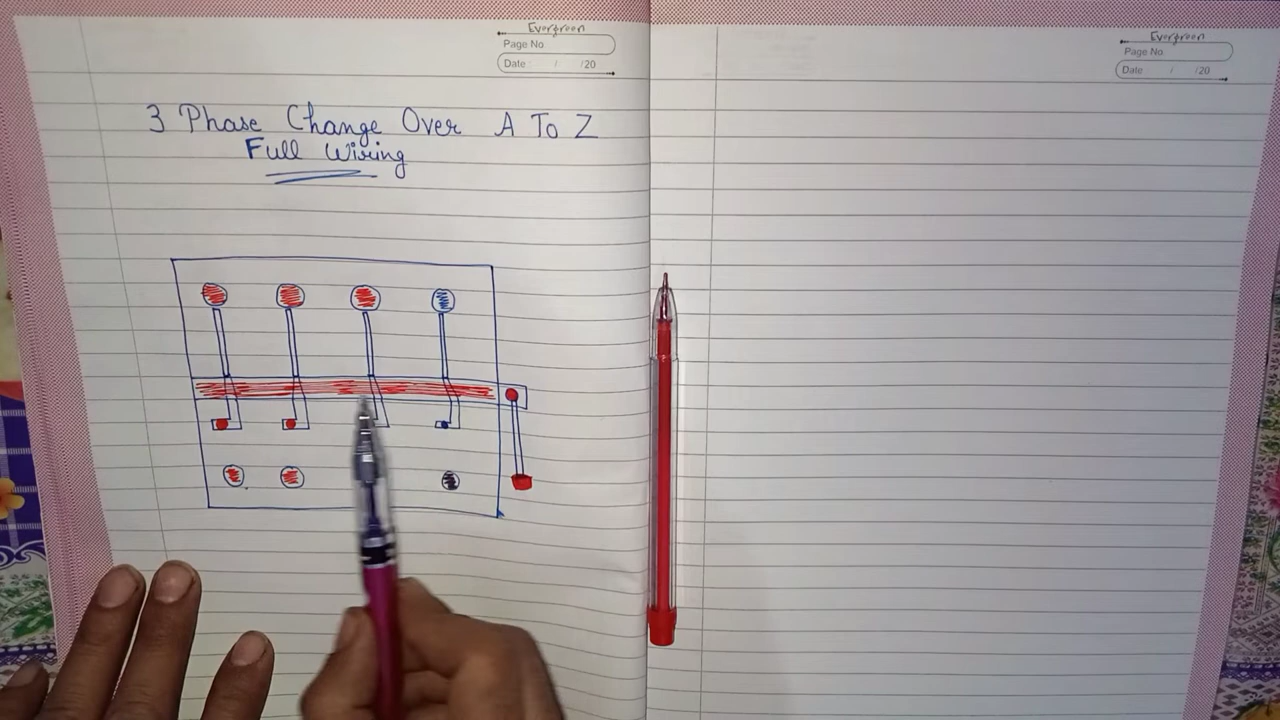 Evergreen
Page No
Date / /20
Evergreen
Page No
Date / /20
3 Phase Change Over A To Z
Full Wiring